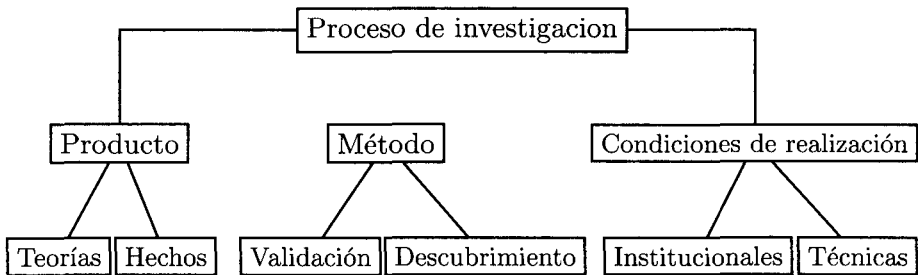 Proceso de investigacion
Producto
Método
Condiciones de realización
Teorías
Hechos
Validación
Descubrimiento
Institucionales
Técnicas